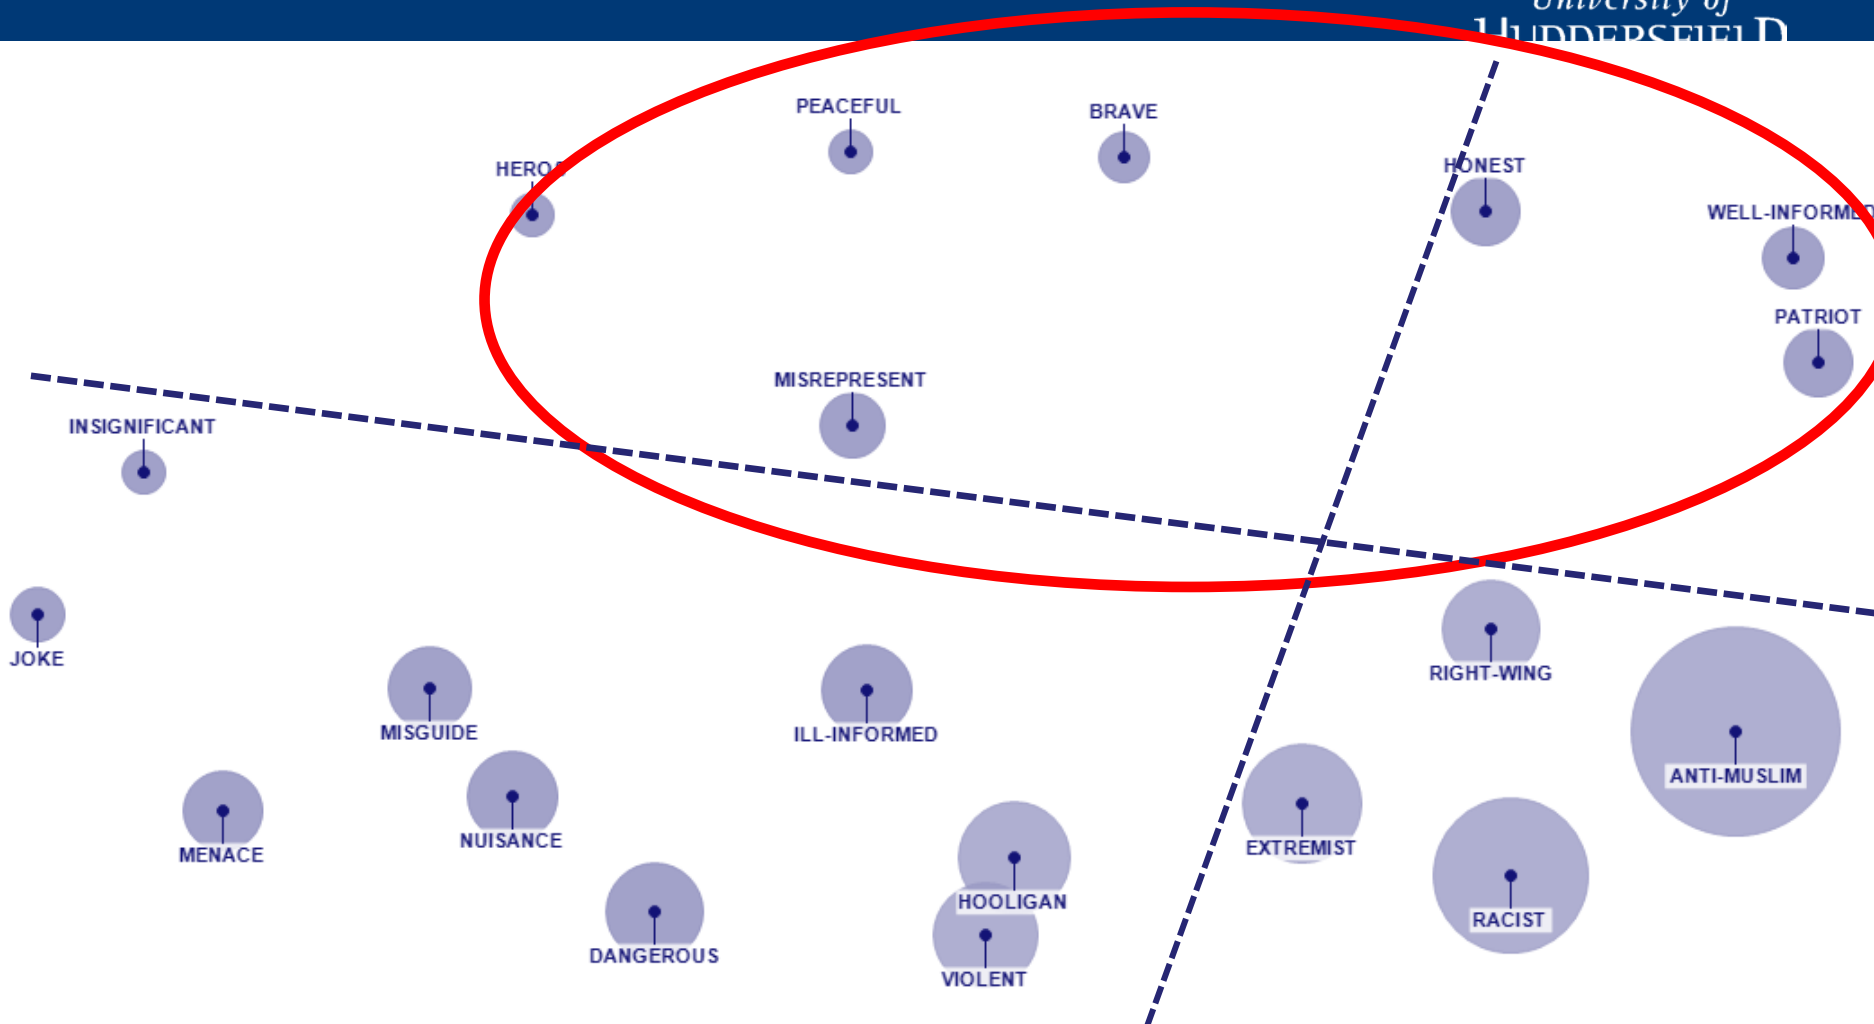 University of
HUDDERSFIELD
PEACEFUL
BRAVE
HONEST
WELL-INFORMED
PATRIOT
MISREPRESENT
INSIGNIFICANT
JOKE
MISGUIDE
ILL-INFORMED
RIGHT-WING
ANTI-MUSLIM
NUISANCE
MENACE
EXTREMIST
HOOLIGAN
RACIST
DANGEROUS
VIOLENT